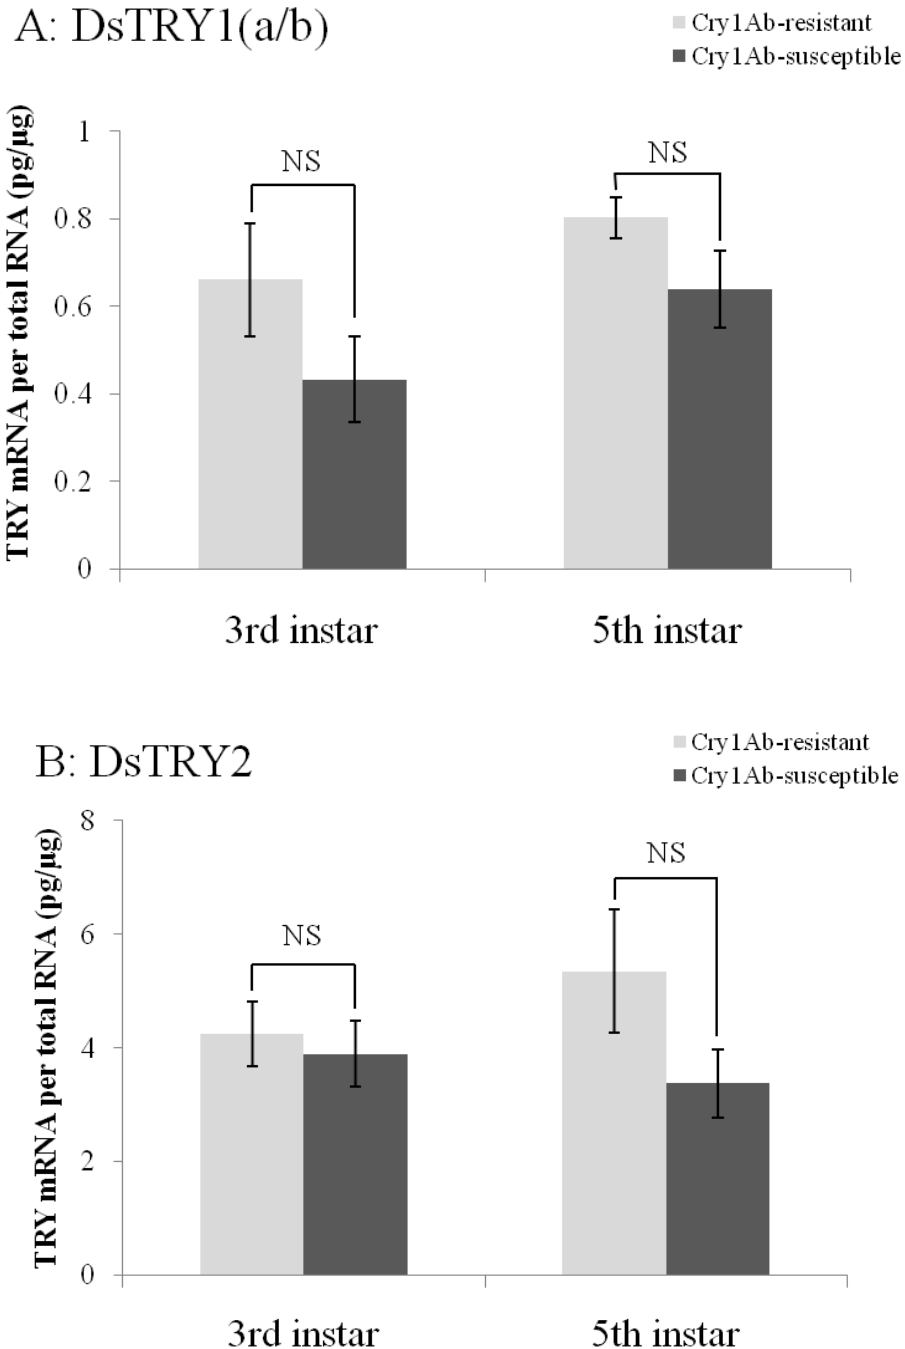 A: DsTRY1(a/b)
Cry1Ab-resistant
Cry1Ab-susceptible
TRY mRNA per total RNA (pg/µg)
1
0.8
0.6
0.4
0.2
0
NS
NS
3rd instar
5th instar
B: DsTRY2
Cry1Ab-resistant
Cry1Ab-susceptible
TRY mRNA per total RNA (pg/µg)
8
6
4
2
0
NS
NS
3rd instar
5th instar